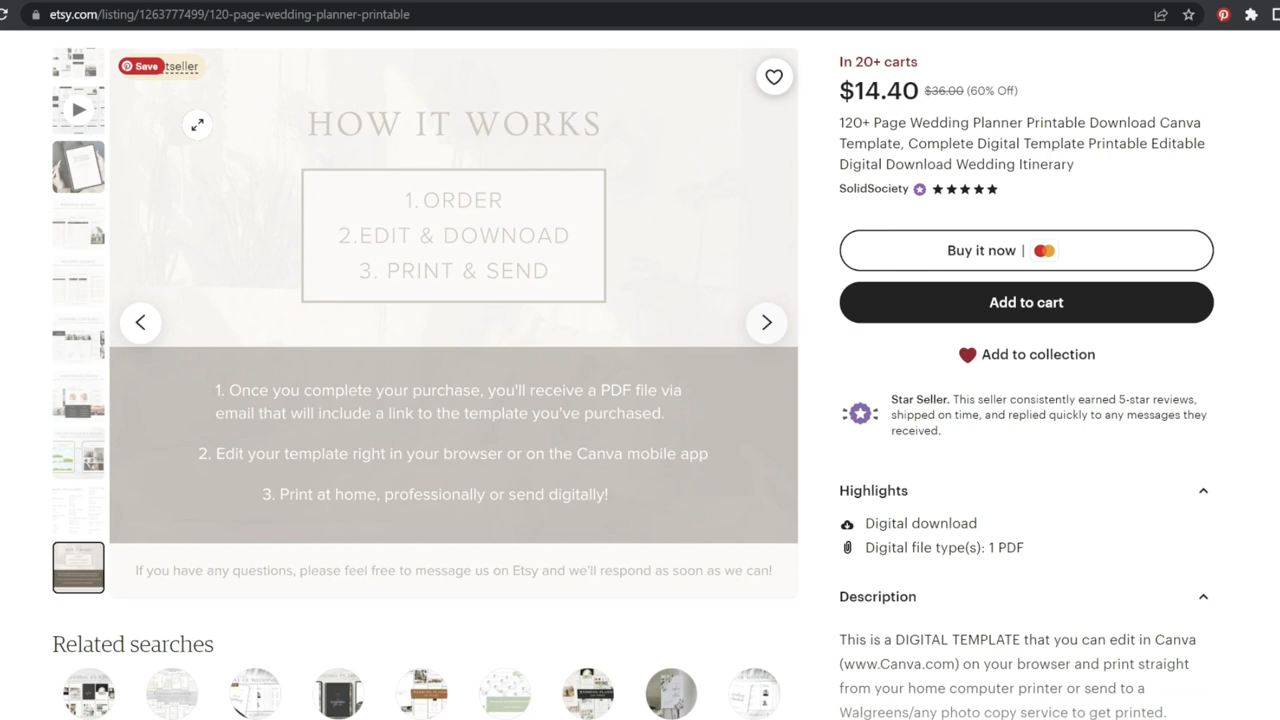 etsy.com/listing/1263777499/120-page-wedding-planner-printable
Save
tseller
HOW IT WORKS
1. ORDER
2.EDIT & DOWNOAD
3. PRINT & SEND
1. Once you complete your purchase, you'll receive a PDF file via
email that will include a link to the template you've purchased.
2. Edit your template right in your browser or on the Canva mobile app
3. Print at home, professionally or send digitally!
If you have any questions, please feel free to message us on Etsy and we'll respond as soon as we can!
Related searches
In 20+ carts
$14.40 $36.00 (60% Off)
120+ Page Wedding Planner Printable Download Canva
Template, Complete Digital Template Printable Editable
Digital Download Wedding Itinerary
SolidSociety
Buy it now |
Add to cart
Add to collection
Star Seller. This seller consistently earned 5-star reviews,
shipped on time, and replied quickly to any messages they
received.
Highlights
Digital download
Digital file type(s): 1 PDF
Description
This is a DIGITAL TEMPLATE that you can edit in Canva
(www.Canva.com) on your browser and print straight
from your home computer printer or send to a
Walgreens/any photo copy service to get printed.